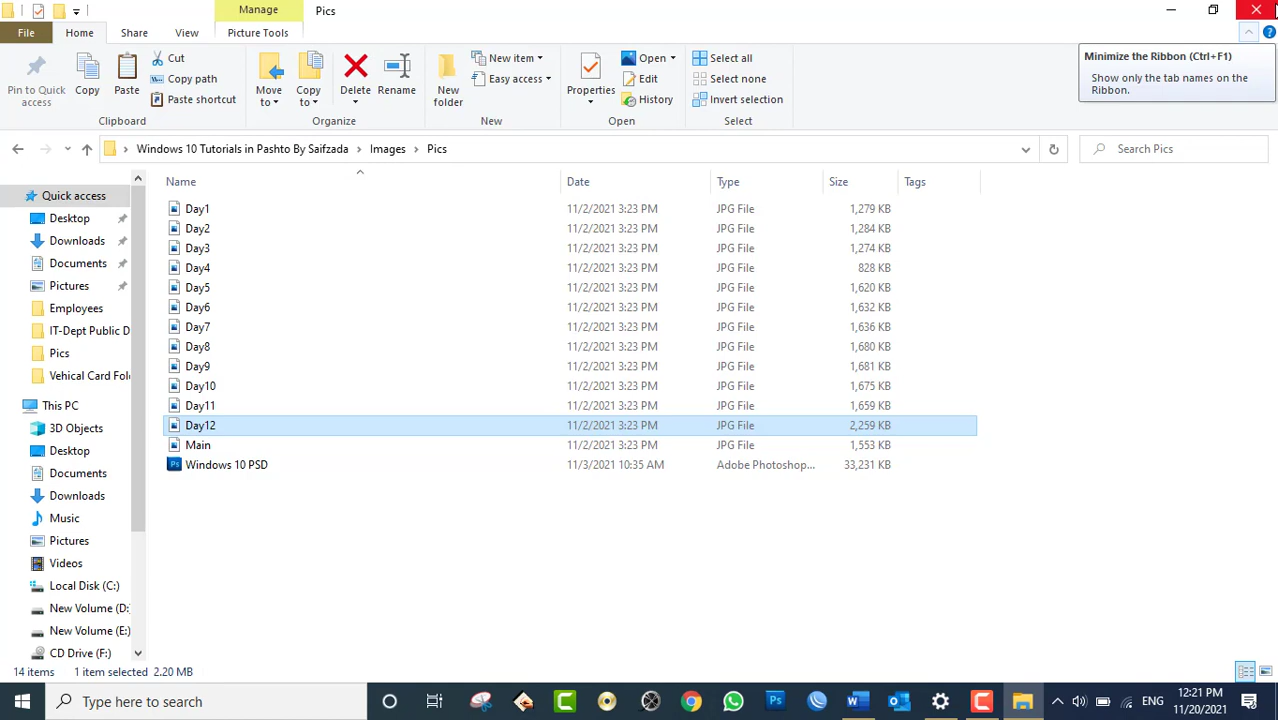 Manage
Pics
File
Home
Share
View
Picture Tools
Pin to Quick access
Copy
Paste
Cut
Copy path
Paste shortcut
Clipboard
Move to
Copy to
Delete
Rename
Organize
New folder
New item
Easy access
New
Properties
Open
Edit
History
Open
Select all
Select none
Invert selection
Select
Minimize the Ribbon (Ctrl+F1)
Show only the tab names on the
Ribbon.
Windows 10 Tutorials in Pashto By Saifzada > Images > Pics
Search Pics
Name Date Type Size Tags
Day1 11/2/2021 3:23 PM JPG File 1,279 KB
Day2 11/2/2021 3:23 PM JPG File 1,284 KB
Day3 11/2/2021 3:23 PM JPG File 1,274 KB
Day4 11/2/2021 3:23 PM JPG File 828 KB
Day5 11/2/2021 3:23 PM JPG File 1,620 KB
Day6 11/2/2021 3:23 PM JPG File 1,632 KB
Day7 11/2/2021 3:23 PM JPG File 1,636 KB
Day8 11/2/2021 3:23 PM JPG File 1,680 KB
Day9 11/2/2021 3:23 PM JPG File 1,681 KB
Day10 11/2/2021 3:23 PM JPG File 1,675 KB
Day11 11/2/2021 3:23 PM JPG File 1,659 KB
Day12 11/2/2021 3:23 PM JPG File 2,259 KB
Main 11/2/2021 3:23 PM JPG File 1,553 KB
Windows 10 PSD 11/3/2021 10:35 AM Adobe Photoshop... 33,231 KB
Quick access
Desktop
Downloads
Documents
Pictures
Employees
IT-Dept Public D
Pics
Vehical Card Fol
This PC
3D Objects
Desktop
Documents
Downloads
Music
Pictures
Videos
Local Disk (C:)
New Volume (D:
New Volume (E:)
CD Drive (F:)
14 items 1 item selected 2.20 MB
Type here to search
ENG
12:21 PM
11/20/2021